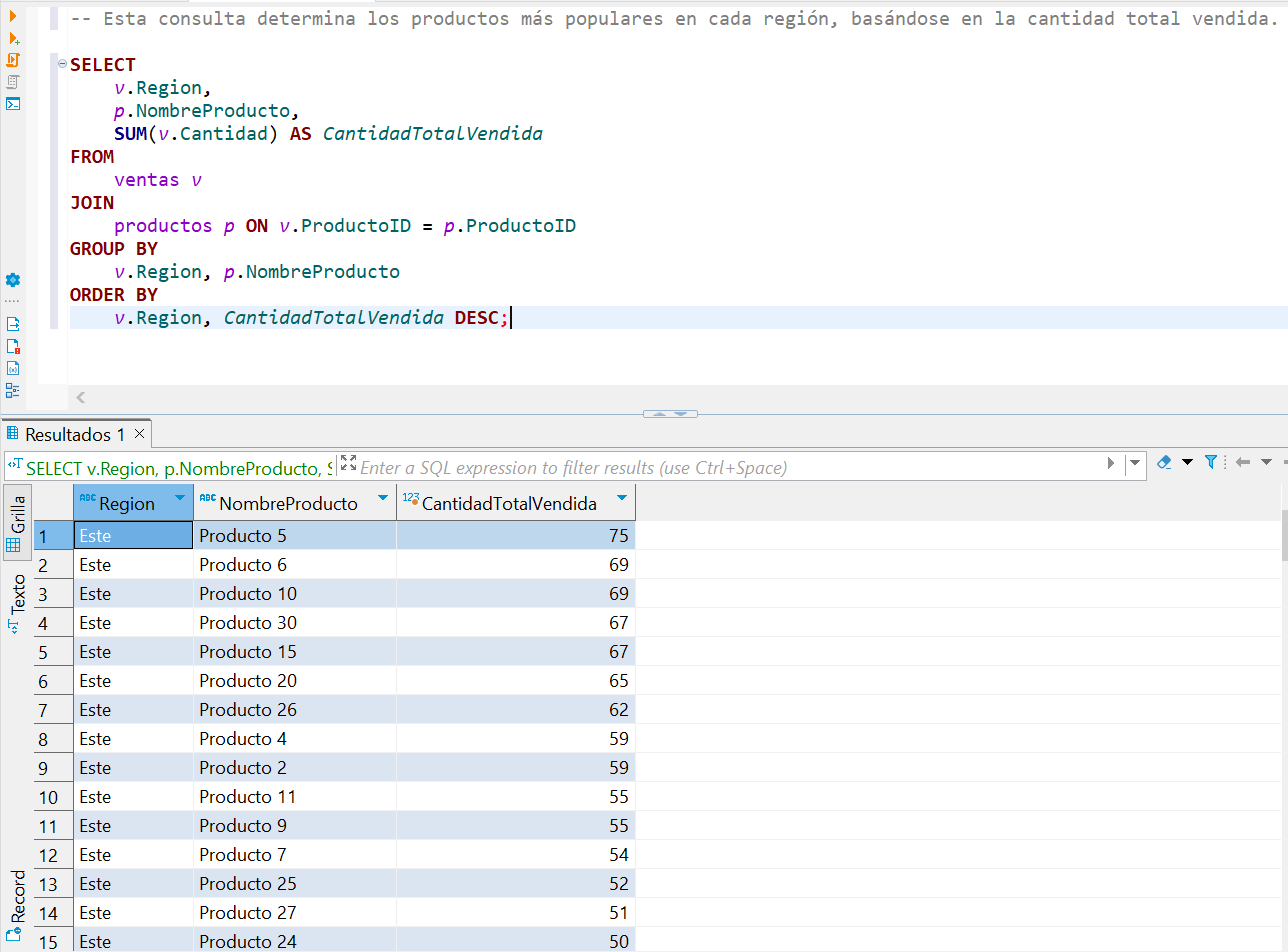 -- Esta consulta determina los productos más populares en cada región, basándose en la cantidad total vendida.
SELECT
v.Region,
p.NombreProducto,
SUM(v.Cantidad) AS CantidadTotalVendida
FROM
ventas v
JOIN
productos p ON v.ProductoID = p.ProductoID
GROUP BY
v.Region, p.NombreProducto
ORDER BY
v.Region, CantidadTotalVendida DESC;
Resultados 1
SELECT v.Region, p.NombreProducto, S Enter a SQL expression to filter results (use Ctrl+Space)
Grilla
Texto
Record
ABC Region ABC NombreProducto 123 CantidadTotalVendida
1 Este Producto 5 75
2 Este Producto 6 69
3 Este Producto 10 69
4 Este Producto 30 67
5 Este Producto 15 67
6 Este Producto 20 65
7 Este Producto 26 62
8 Este Producto 4 59
9 Este Producto 2 59
10 Este Producto 11 55
11 Este Producto 9 55
12 Este Producto 7 54
13 Este Producto 25 52
14 Este Producto 27 51
15 Este Producto 24 50